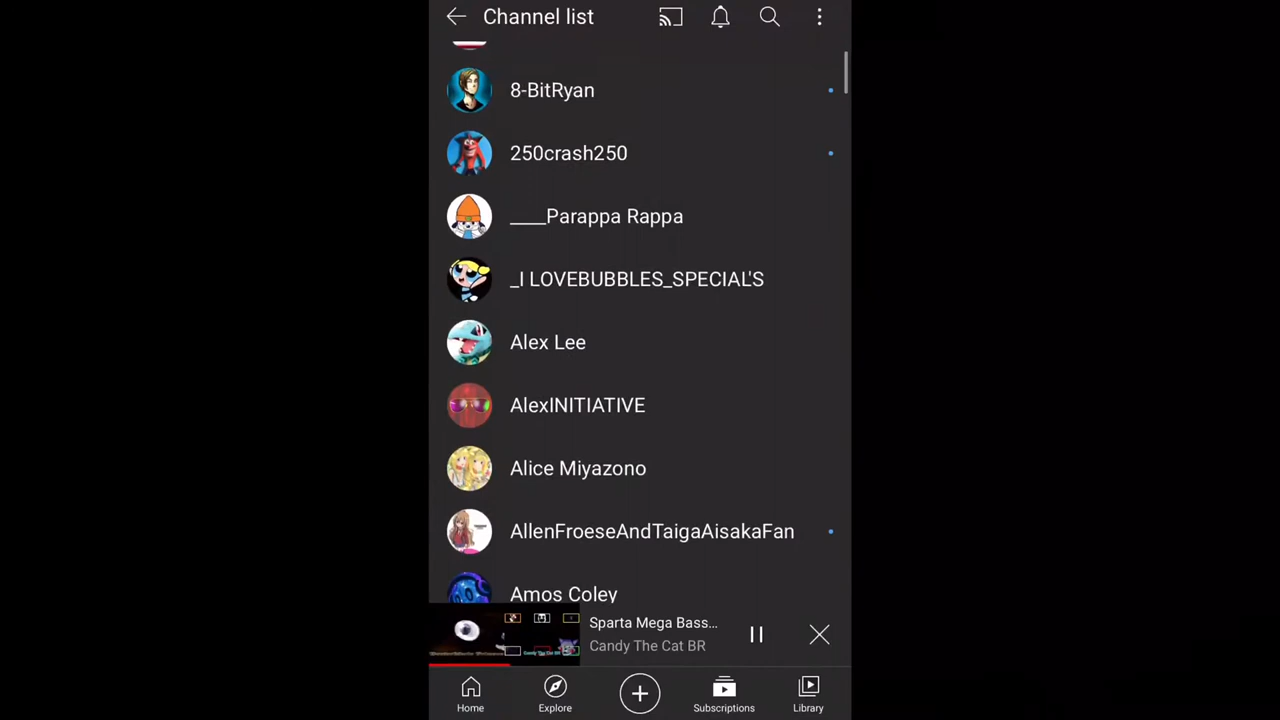 Channel list
8-BitRyan
250crash250
____Parappa Rappa
_I LOVEBUBBLES_SPECIAL'S
Alex Lee
AlexINITIATIVE
Alice Miyazono
AllenFroeseAndTaigaAisakaFan
Amos Coley
Sparta Mega Bass...
Candy The Cat BR
Home
Explore
Subscriptions
Library